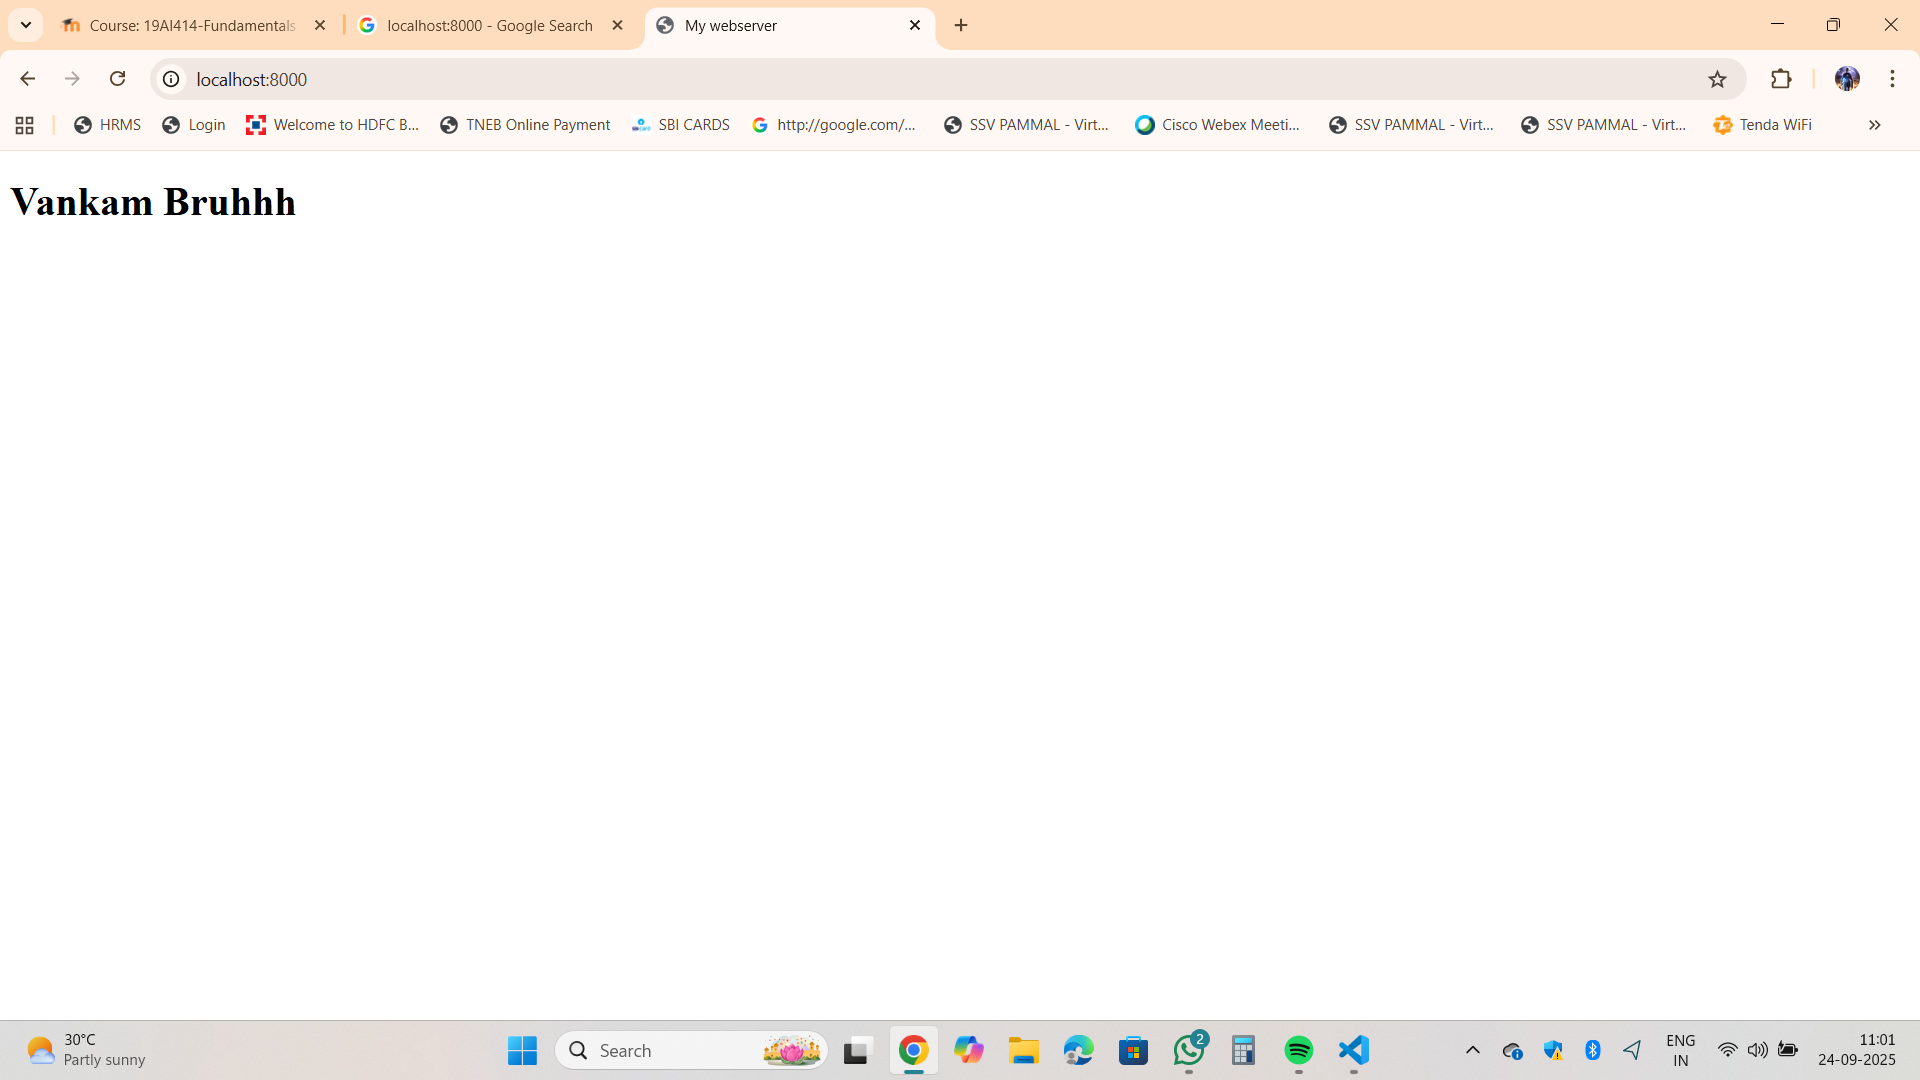 Course: 19AI414-Fundamentals
localhost:8000 - Google Search
My webserver
localhost:8000
HRMS
Login
Welcome to HDFC B...
TNEB Online Payment
SBI CARDS
http://google.com/...
SSV PAMMAL - Virt...
Cisco Webex Meeti...
SSV PAMMAL - Virt...
SSV PAMMAL - Virt...
Tenda WiFi
Vankam Bruhhh
30°C
Partly sunny
Search
2
ENG
IN
11:01
24-09-2025